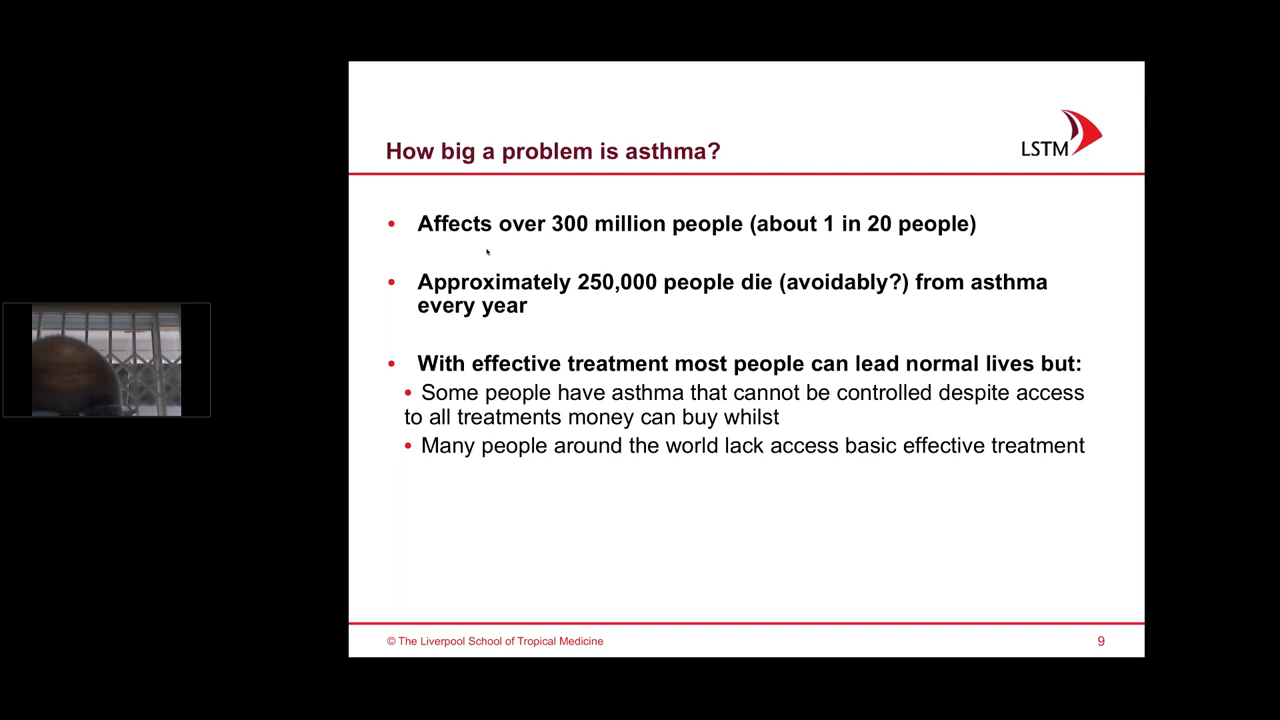 How big a problem is asthma?
LSTM
• Affects over 300 million people (about 1 in 20 people)
• Approximately 250,000 people die (avoidably?) from asthma
every year
• With effective treatment most people can lead normal lives but:
• Some people have asthma that cannot be controlled despite access
to all treatments money can buy whilst
• Many people around the world lack access basic effective treatment
© The Liverpool School of Tropical Medicine
9